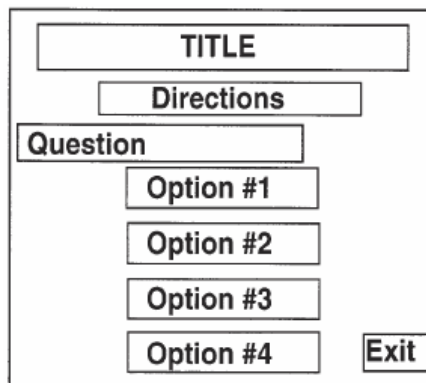 TITLE
Directions
Question
Option #1
Option #2
Option #3
Option #4
Exit